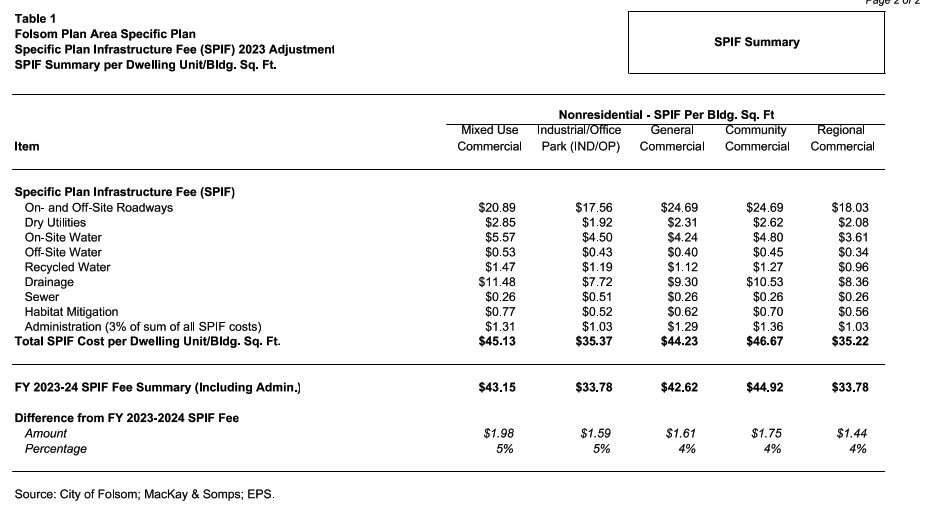 Page 2 of 2
Table 1
Folsom Plan Area Specific Plan
Specific Plan Infrastructure Fee (SPIF) 2023 Adjustment
SPIF Summary per Dwelling Unit/Bldg. Sq. Ft.
SPIF Summary
Nonresidential - SPIF Per Bldg. Sq. Ft
Mixed Use Industrial/Office General Community Regional
Item Commercial Park (IND/OP) Commercial Commercial Commercial
Specific Plan Infrastructure Fee (SPIF)
On- and Off-Site Roadways $20.89 $17.56 $24.69 $24.69 $18.03
Dry Utilities $2.85 $1.92 $2.31 $2.62 $2.08
On-Site Water $5.57 $4.50 $4.24 $4.80 $3.61
Off-Site Water $0.53 $0.43 $0.40 $0.45 $0.34
Recycled Water $1.47 $1.19 $1.12 $1.27 $0.96
Drainage $11.48 $7.72 $9.30 $10.53 $8.36
Sewer $0.26 $0.51 $0.26 $0.26 $0.26
Habitat Mitigation $0.77 $0.52 $0.62 $0.70 $0.56
Administration (3% of sum of all SPIF costs) $1.31 $1.03 $1.29 $1.36 $1.03
Total SPIF Cost per Dwelling Unit/Bldg. Sq. Ft. $45.13 $35.37 $44.23 $46.67 $35.22
FY 2023-24 SPIF Fee Summary (Including Admin.) $43.15 $33.78 $42.62 $44.92 $33.78
Difference from FY 2023-2024 SPIF Fee
Amount $1.98 $1.59 $1.61 $1.75 $1.44
Percentage 5% 5% 4% 4% 4%
Source: City of Folsom; MacKay & Somps; EPS.